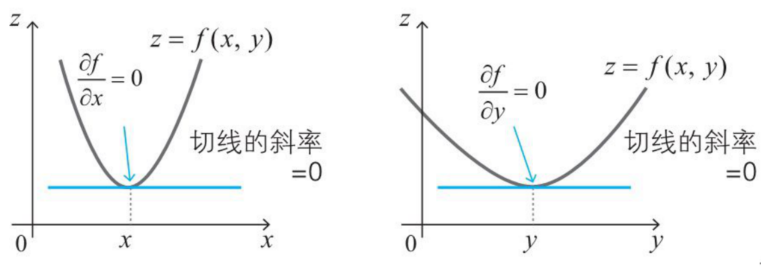 z
z = f(x, y)
∂f/∂x = 0
切线的斜率
=0
0
x
x
z
z = f(x, y)
∂f/∂y = 0
切线的斜率
=0
0
y
y